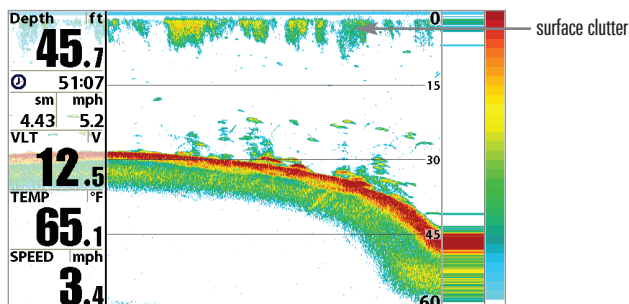 Depth ft
45.7
51:07
sm mph
4.43 5.2
VLT V
12.5
TEMP °F
65.1
SPEED mph
3.4
0
15
30
45
60
surface clutter